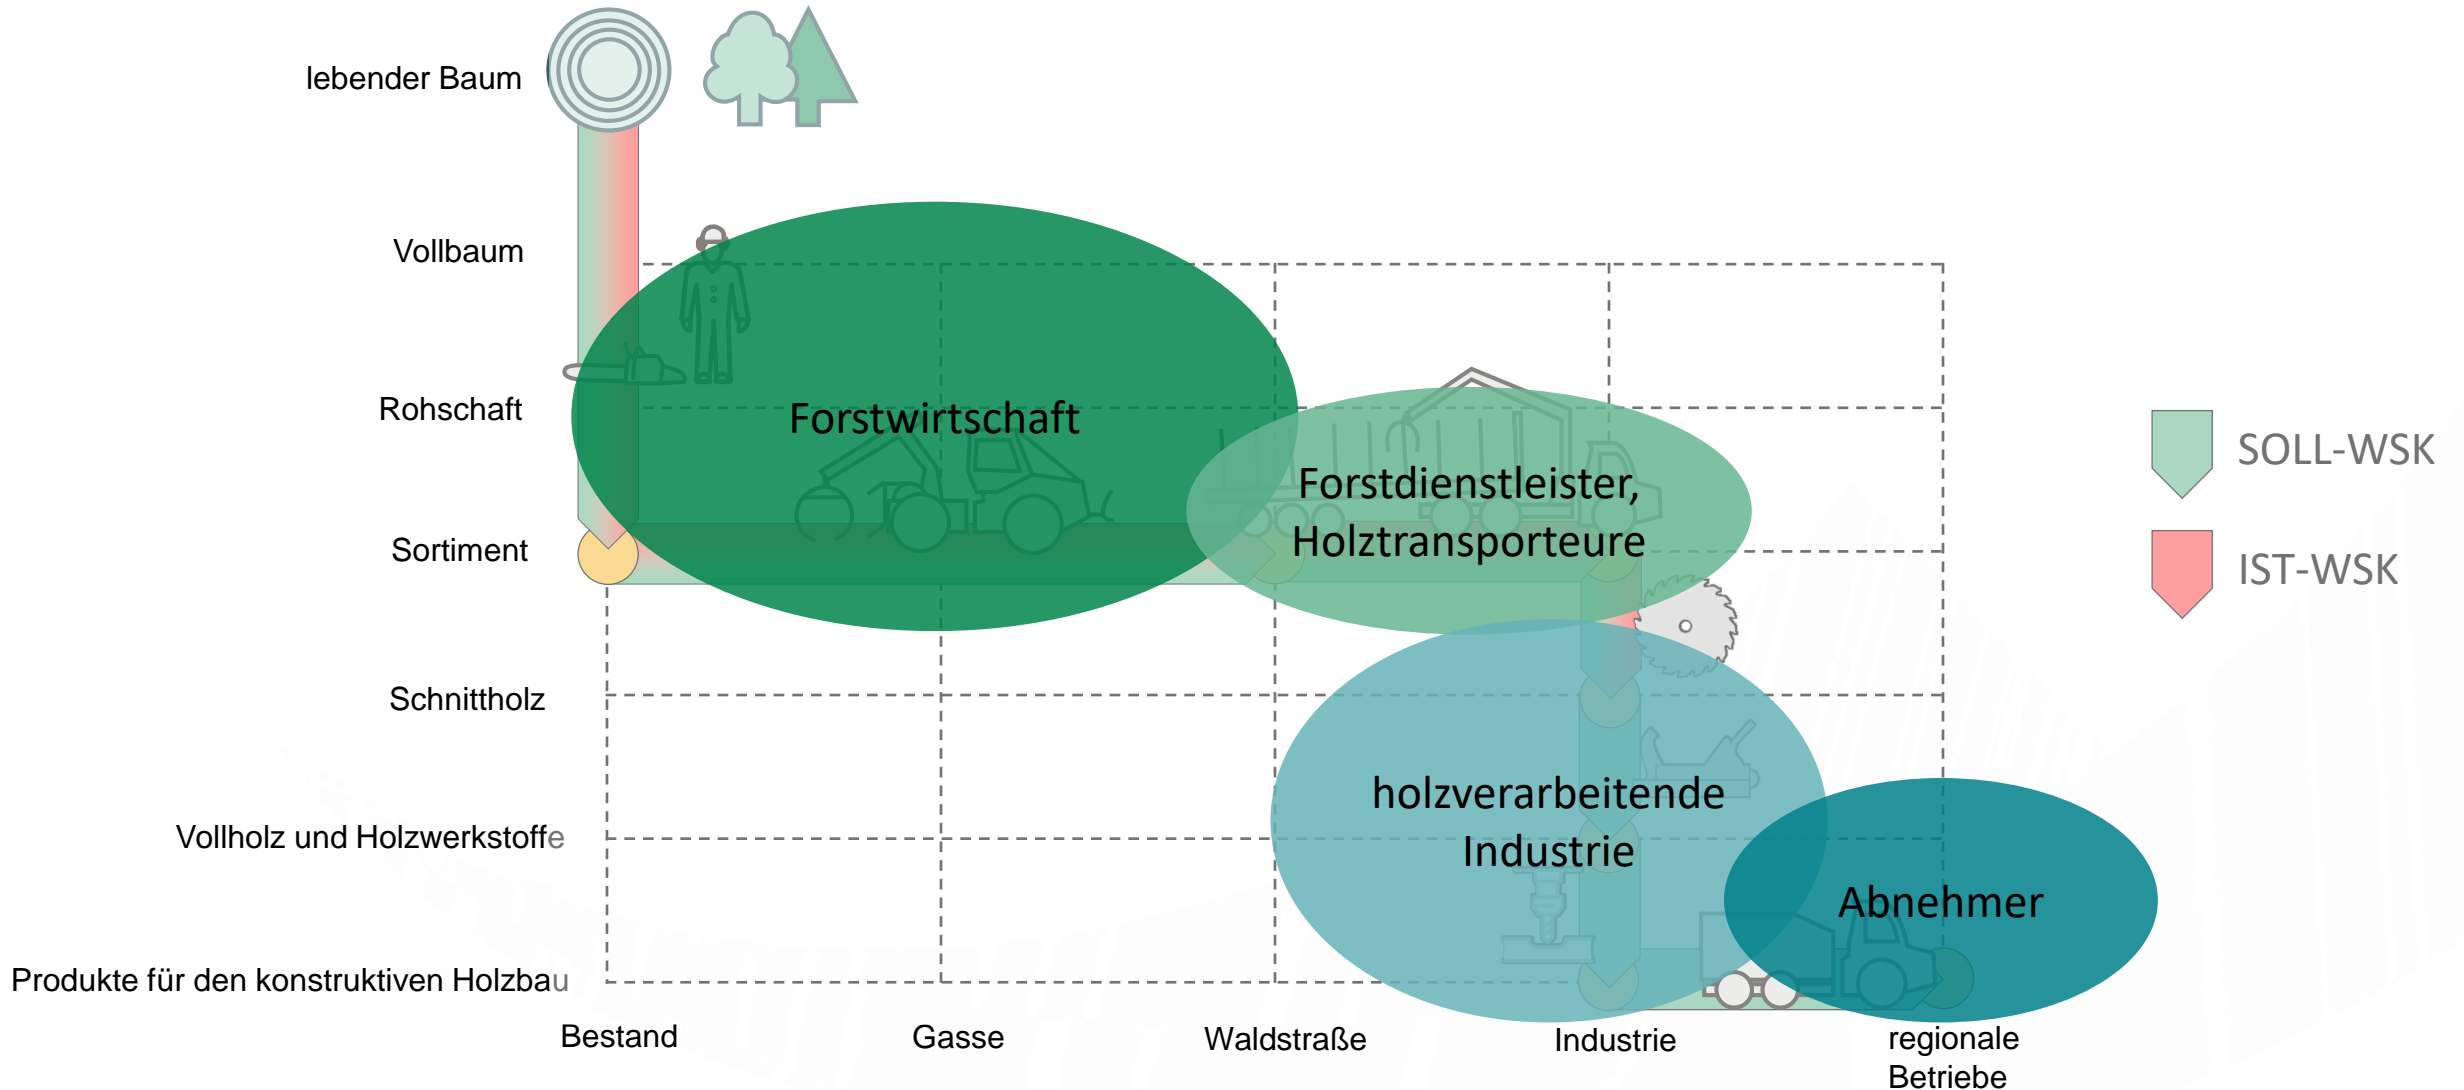 lebender Baum
Vollbaum
Rohschaft
Sortiment
Schnittholz
Vollholz und Holzwerkstoffe
Produkte für den konstruktiven Holzbau
Forstwirtschaft
Forstdienstleister,
Holztransporteure
holzverarbeitende
Industrie
Abnehmer
SOLL-WSK
IST-WSK
Bestand
Gasse
Waldstraße
Industrie
regionale
Betriebe